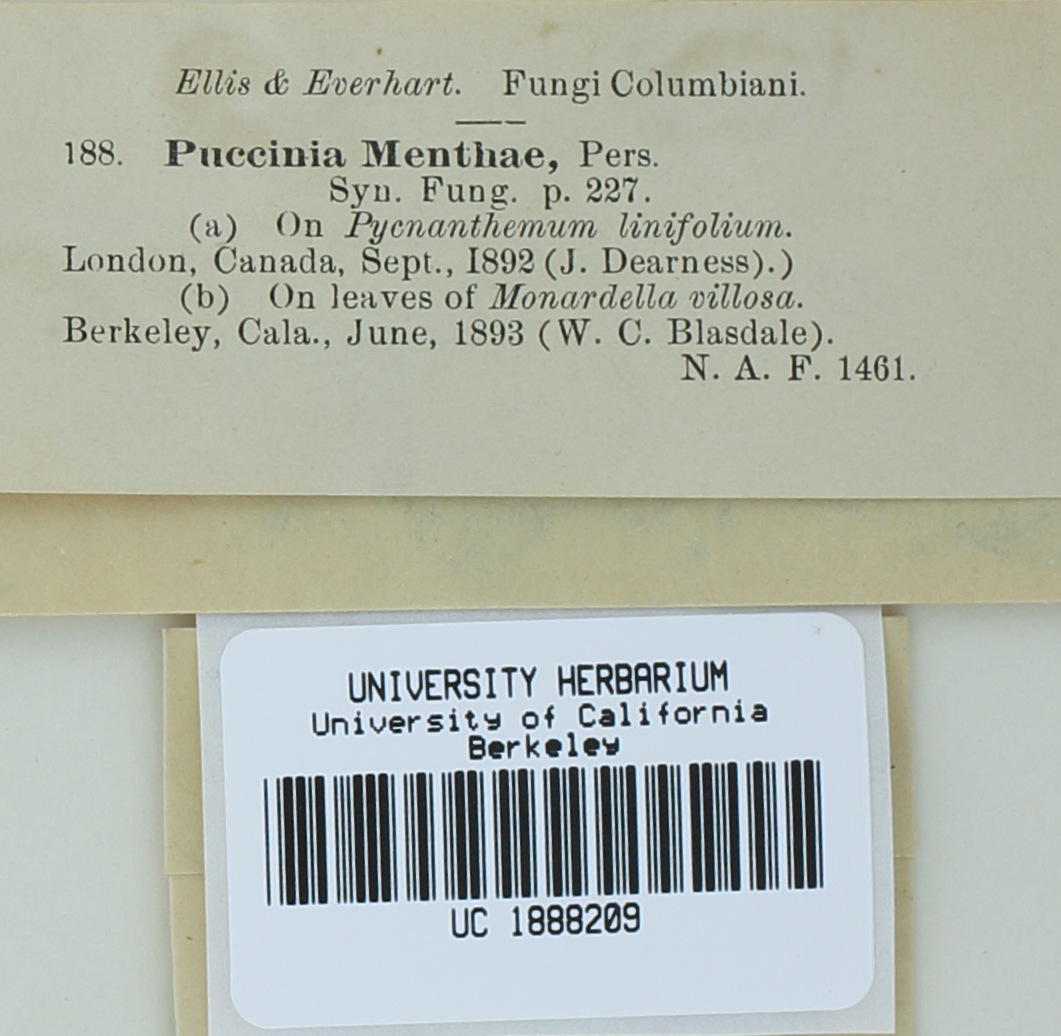 Ellis & Everhart. Fungi Columbiani.
188. Puccinia Menthae, Pers.
Syn. Fung. p. 227.
(a) On Pycnanthemum linifolium.
London, Canada, Sept., 1892 (J. Dearness).)
(b) On leaves of Monardella villosa.
Berkeley, Cala., June, 1893 (W. C. Blasdale).
N. A. F. 1461.
UNIVERSITY HERBARIUM
University of California
Berkeley
UC 1888209